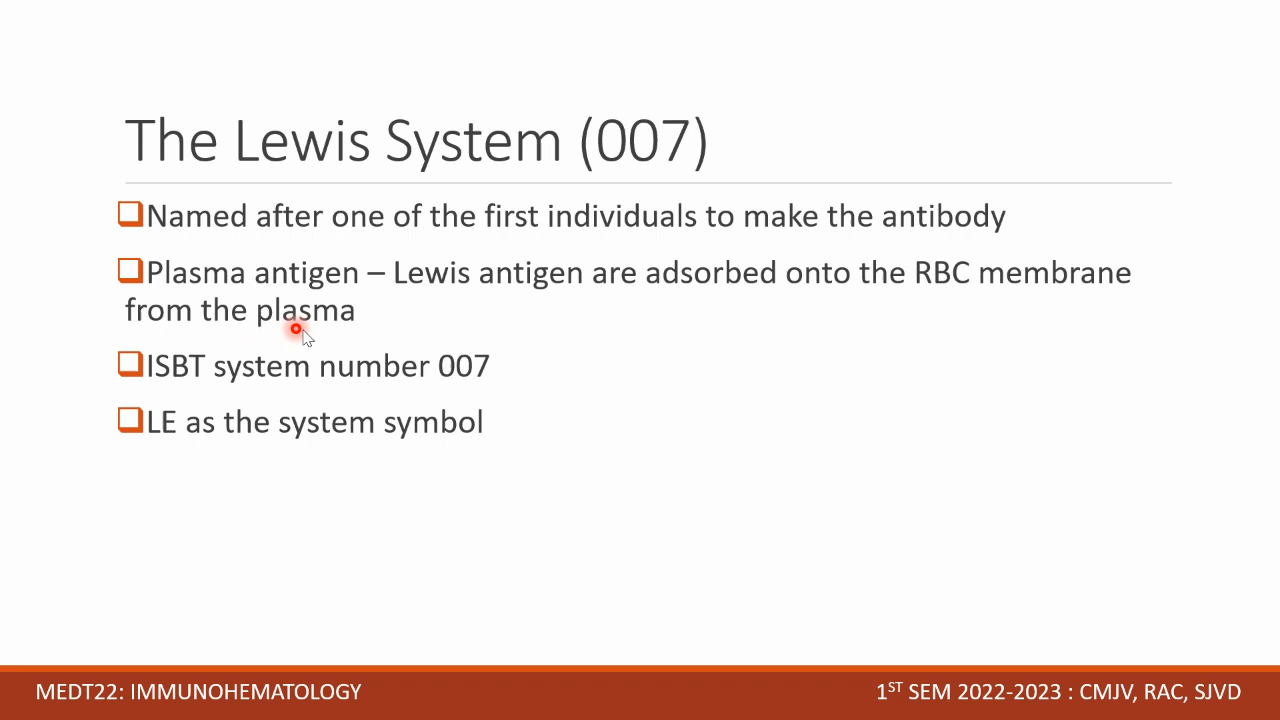 The Lewis System (007)
Named after one of the first individuals to make the antibody
Plasma antigen – Lewis antigen are adsorbed onto the RBC membrane
from the plasma
ISBT system number 007
LE as the system symbol
MEDT22: IMMUNOHEMATOLOGY
1ST SEM 2022-2023 : CMJV, RAC, SJVD